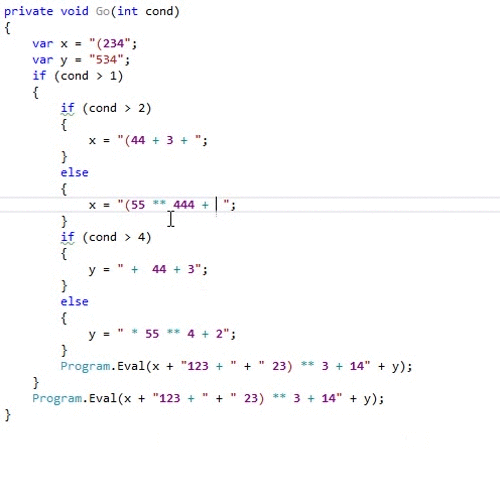 private void Go(int cond)
{
var x = "(234";
var y = "534";
if (cond > 1)
{
if (cond > 2)
{
x = "(44 + 3 + ";
}
else
{
x = "(55 ** 444 + ";
}
if (cond > 4)
{
y = " +  44 + 3";
}
else
{
y = " * 55 ** 4 + 2";
}
Program.Eval(x + "123 + " + " 23) ** 3 + 14" + y);
}
Program.Eval(x + "123 + " + " 23) ** 3 + 14" + y);
}